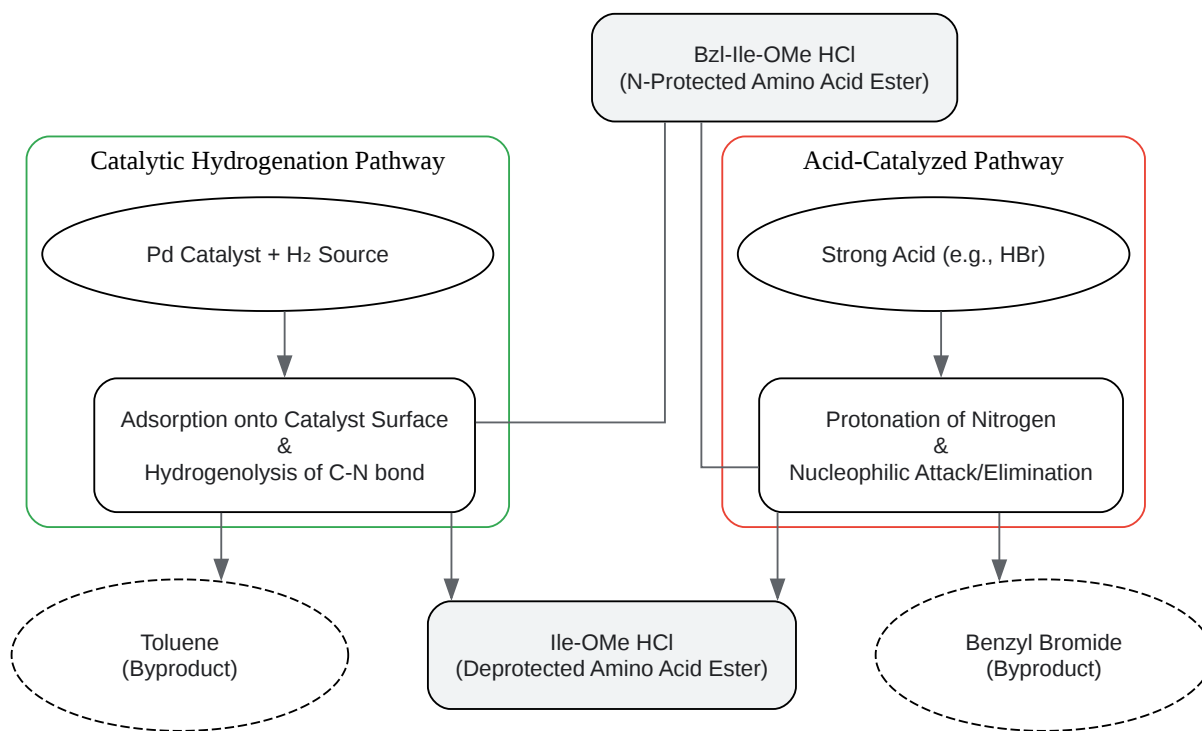 Bzl-Ile-OMe HCl
(N-Protected Amino Acid Ester)
Catalytic Hydrogenation Pathway
Acid-Catalyzed Pathway
Pd Catalyst + H₂ Source
Strong Acid (e.g., HBr)
Adsorption onto Catalyst Surface
&
Hydrogenolysis of C-N bond
Protonation of Nitrogen
&
Nucleophilic Attack/Elimination
Toluene
(Byproduct)
Ile-OMe HCl
(Deprotected Amino Acid Ester)
Benzyl Bromide
(Byproduct)